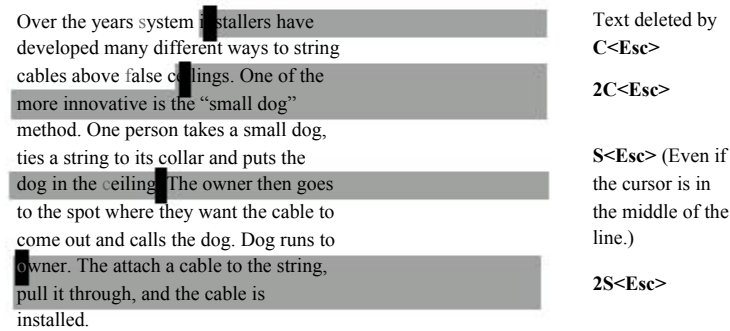 Over the years system installers have
developed many different ways to string
cables above false ceilings. One of the
more innovative is the “small dog”
method. One person takes a small dog,
ties a string to its collar and puts the
dog in the ceiling. The owner then goes
to the spot where they want the cable to
come out and calls the dog. Dog runs to
owner. The attach a cable to the string,
pull it through, and the cable is
installed.
Text deleted by
C<Esc>
2C<Esc>
S<Esc> (Even if
the cursor is in
the middle of the
line.)
2S<Esc>